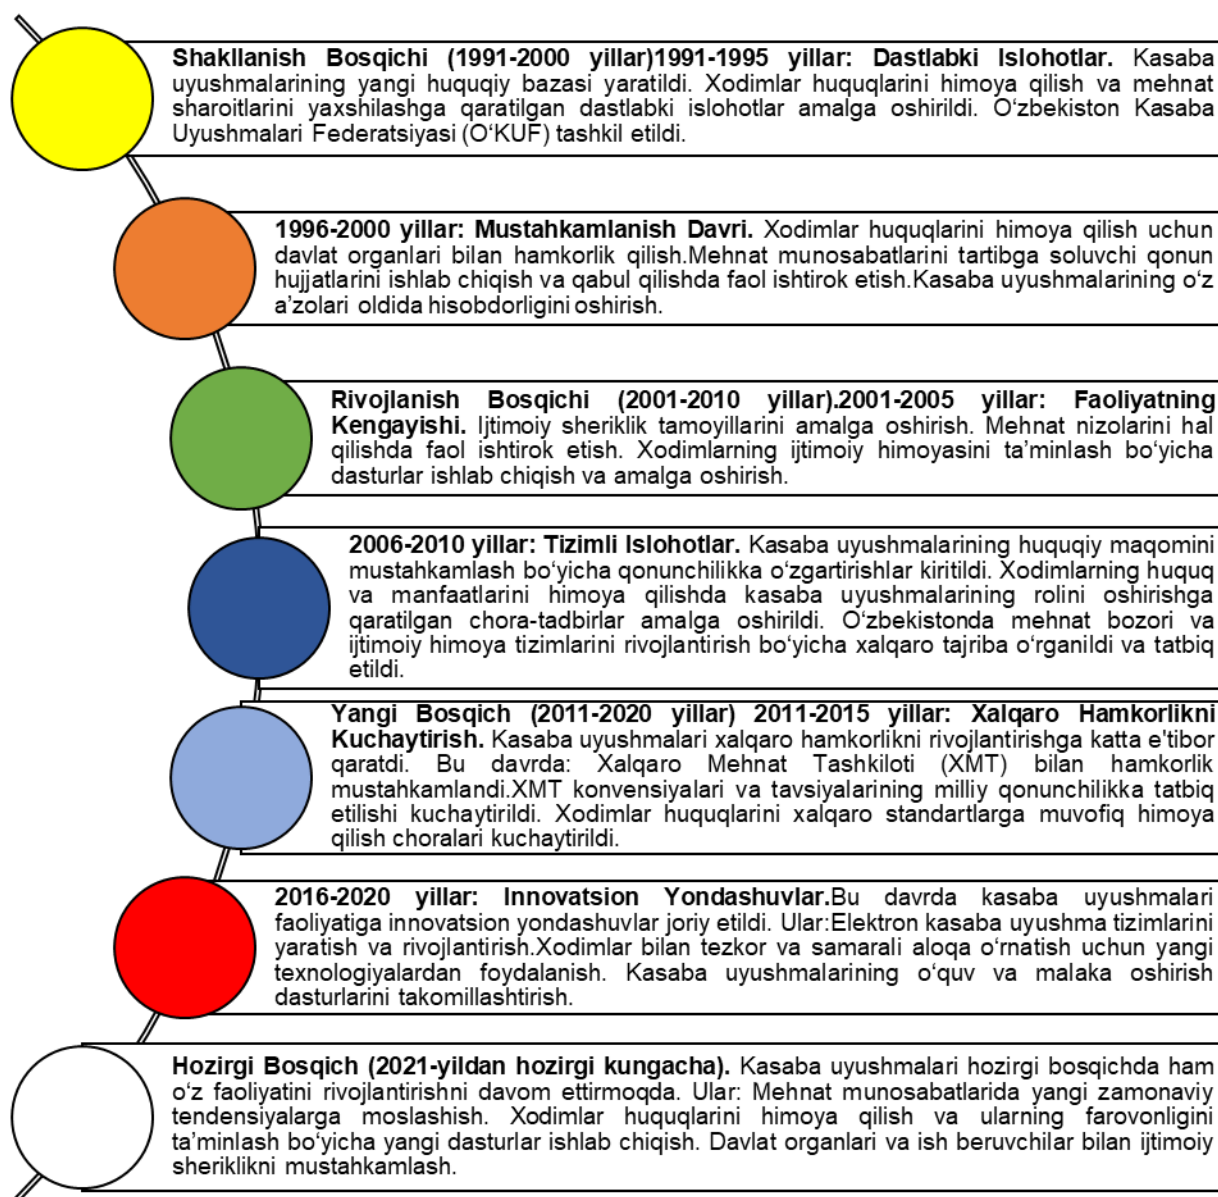 Shakllanish Bosqichi (1991-2000 yillar)1991-1995 yillar: Dastlabki Islohotlar. Kasaba
uyushmalarining yangi huquqiy bazasi yaratildi. Xodimlar huquqlarini himoya qilish va mehnat
sharoitlarini yaxshilashga qaratilgan dastlabki islohotlar amalga oshirildi. O‘zbekiston Kasaba
Uyushmalari Federatsiyasi (O‘KUF) tashkil etildi.
1996-2000 yillar: Mustahkamlanish Davri. Xodimlar huquqlarini himoya qilish uchun
davlat organlari bilan hamkorlik qilish.Mehnat munosabatlarini tartibga soluvchi qonun
hujjatlarini ishlab chiqish va qabul qilishda faol ishtirok etish.Kasaba uyushmalarining o‘z
a’zolari oldida hisobdorligini oshirish.
Rivojlanish Bosqichi (2001-2010 yillar).2001-2005 yillar: Faoliyatning
Kengayishi. Ijtimoiy sheriklik tamoyillarini amalga oshirish. Mehnat nizolarini hal
qilishda faol ishtirok etish. Xodimlarning ijtimoiy himoyasini ta’minlash bo‘yicha
dasturlar ishlab chiqish va amalga oshirish.
2006-2010 yillar: Tizimli Islohotlar. Kasaba uyushmalarining huquqiy maqomini
mustahkamlash bo‘yicha qonunchilikka o‘zgartirishlar kiritildi. Xodimlarning huquq
va manfaatlarini himoya qilishda kasaba uyushmalarining rolini oshirishga
qaratilgan chora-tadbirlar amalga oshirildi. O‘zbekistonda mehnat bozori va
ijtimoiy himoya tizimlarini rivojlantirish bo‘yicha xalqaro tajriba o‘rganildi va tatbiq
etildi.
Yangi Bosqich (2011-2020 yillar) 2011-2015 yillar: Xalqaro Hamkorlikni
Kuchaytirish. Kasaba uyushmalari xalqaro hamkorlikni rivojlantirishga katta e'tibor
qaratdi. Bu davrda: Xalqaro Mehnat Tashkiloti (XMT) bilan hamkorlik
mustahkamlandi.XMT konvensiyalari va tavsiyalarining milliy qonunchilikka tatbiq
etilishi kuchaytirildi. Xodimlar huquqlarini xalqaro standartlarga muvofiq himoya
qilish choralari kuchaytirildi.
2016-2020 yillar: Innovatsion Yondashuvlar.Bu davrda kasaba uyushmalari
faoliyatiga innovatsion yondashuvlar joriy etildi. Ular:Elektron kasaba uyushma tizimlarini
yaratish va rivojlantirish.Xodimlar bilan tezkor va samarali aloqa o‘rnatish uchun yangi
texnologiyalardan foydalanish. Kasaba uyushmalarining o‘quv va malaka oshirish
dasturlarini takomillashtirish.
Hozirgi Bosqich (2021-yildan hozirgi kungacha). Kasaba uyushmalari hozirgi bosqichda ham
o‘z faoliyatini rivojlantirishni davom ettirmoqda. Ular: Mehnat munosabatlarida yangi zamonaviy
tendensiyalarga moslashish. Xodimlar huquqlarini himoya qilish va ularning farovonligini
ta’minlash bo‘yicha yangi dasturlar ishlab chiqish. Davlat organlari va ish beruvchilar bilan ijtimoiy
sheriklikni mustahkamlash.